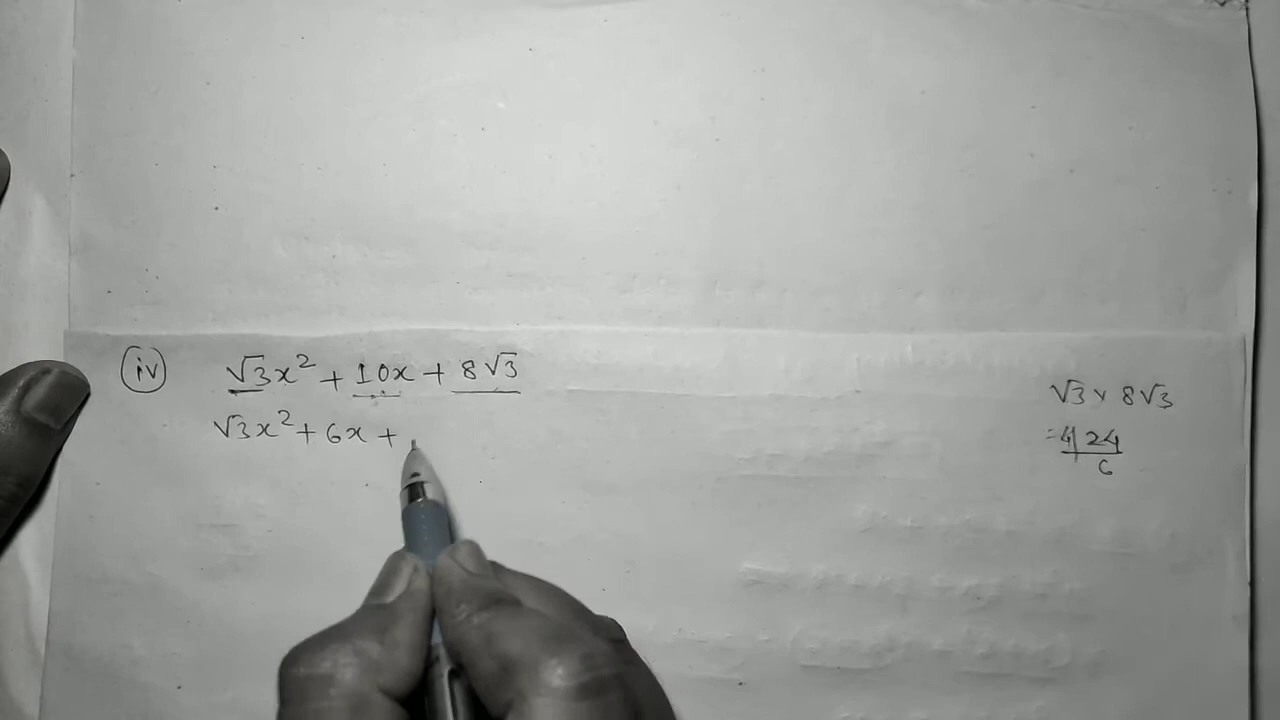 (iv) √3x² + 10x + 8√3
√3x² + 6x +
√3 × 8√3
= 4| 24
6